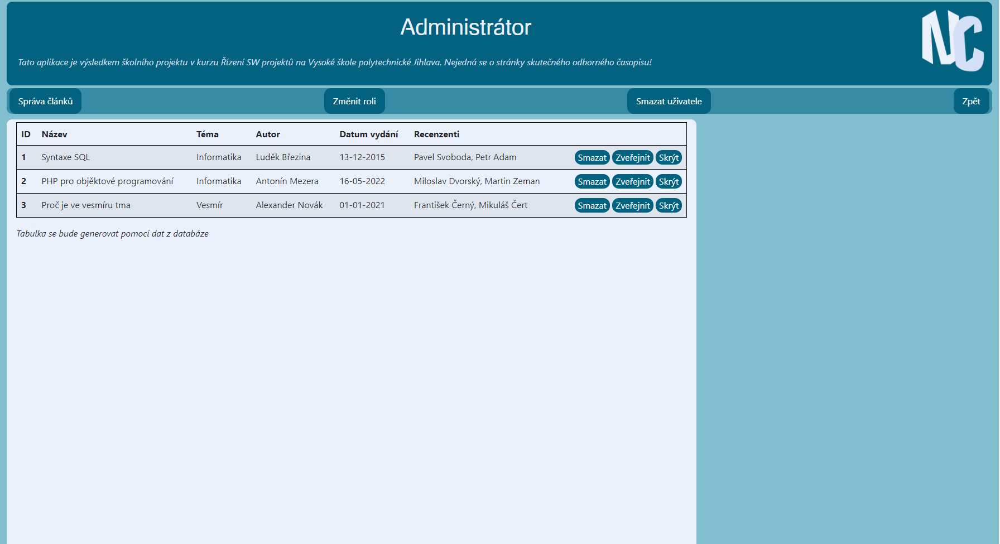 Administrátor
NC
Tato aplikace je výsledkem školního projektu v kurzu Řízení SW projektů na Vysoké škole polytechnické Jihlava. Nejedná se o stránky skutečného odborného časopisu!
Správa článků Změnit roli Smazat uživatele Zpět
ID Název Téma Autor Datum vydání Recenzenti
1 Syntaxe SQL Informatika Luděk Březina 13-12-2015 Pavel Svoboda, Petr Adam Smazat Zveřejnit Skrýt
2 PHP pro objěktové programování Informatika Antonín Mezera 16-05-2022 Miloslav Dvorský, Martin Zeman Smazat Zveřejnit Skrýt
3 Proč je ve vesmíru tma Vesmír Alexander Novák 01-01-2021 František Černý, Mikuláš Čert Smazat Zveřejnit Skrýt
Tabulka se bude generovat pomocí dat z databáze